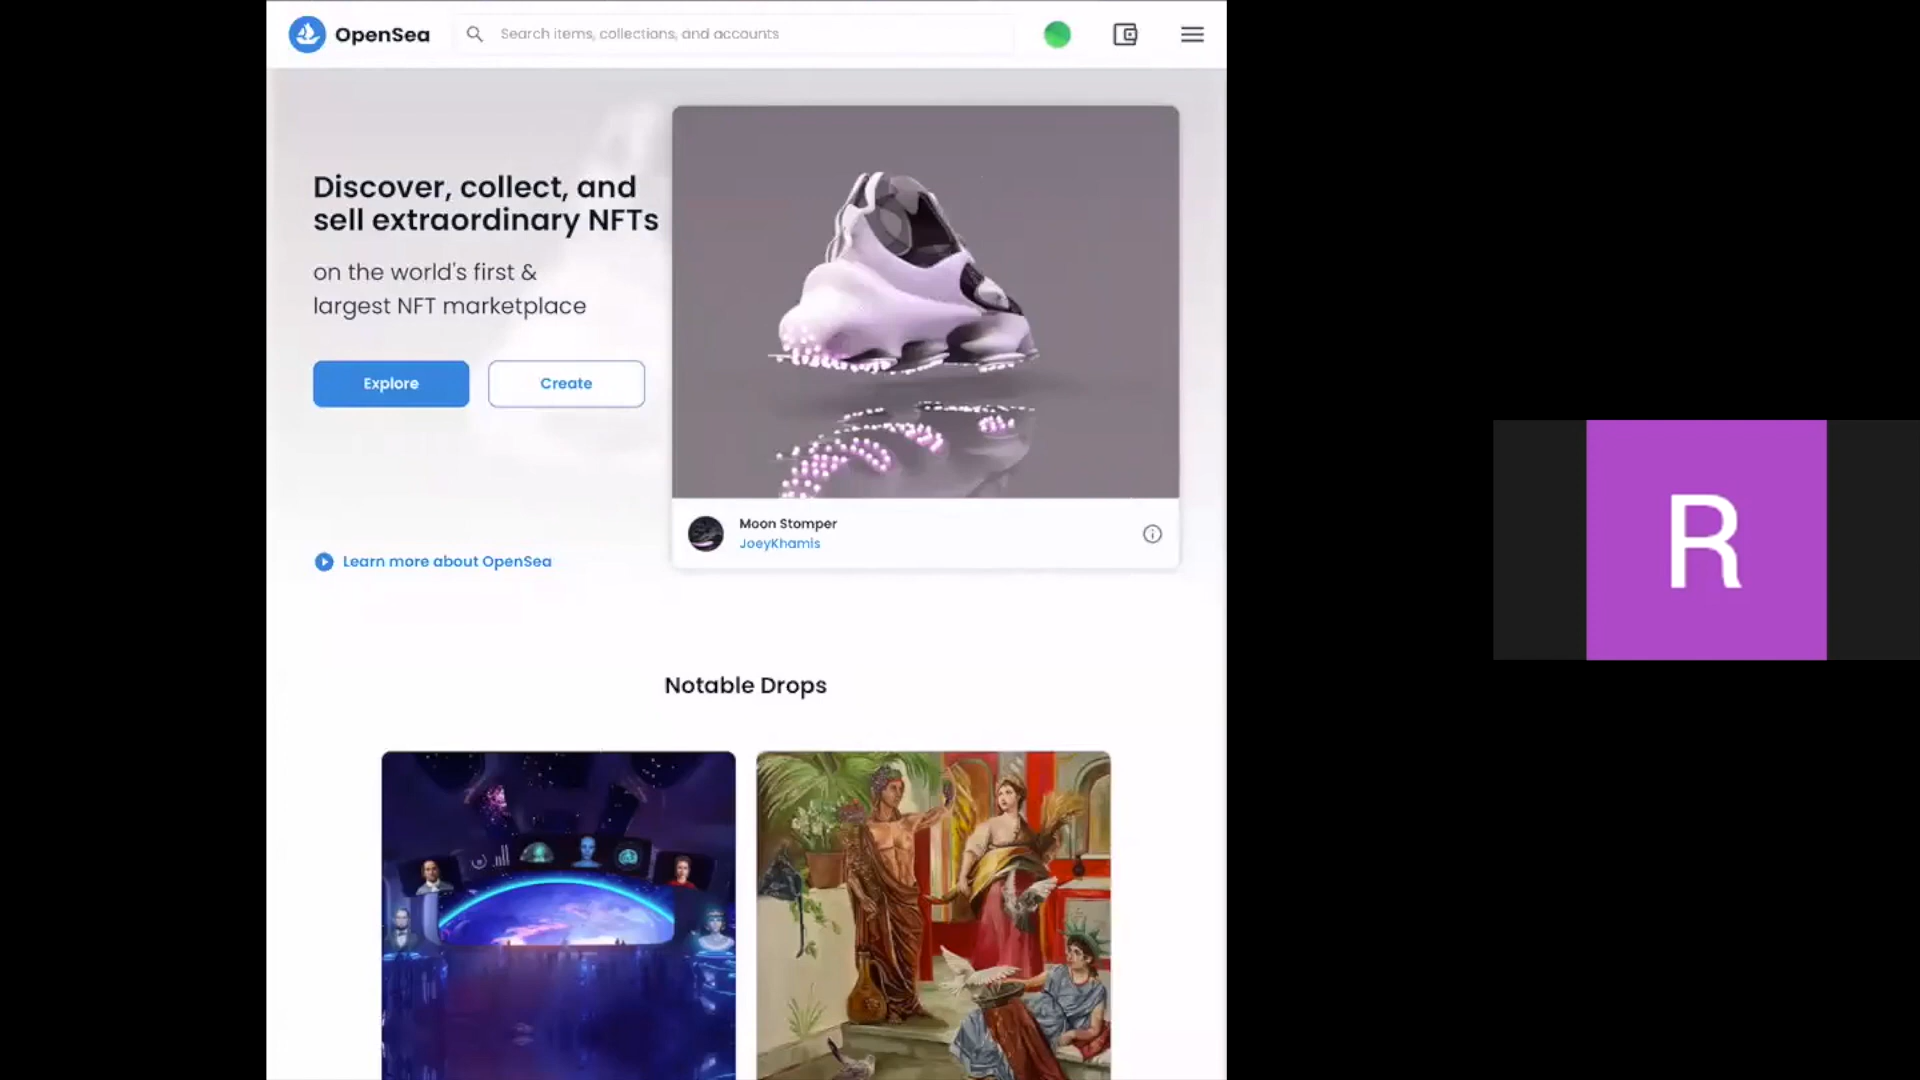 OpenSea
Search items, collections, and accounts
Discover, collect, and
sell extraordinary NFTs
on the world's first &
largest NFT marketplace
Explore
Create
Learn more about OpenSea
Moon Stomper
JoeyKhamis
Notable Drops
R